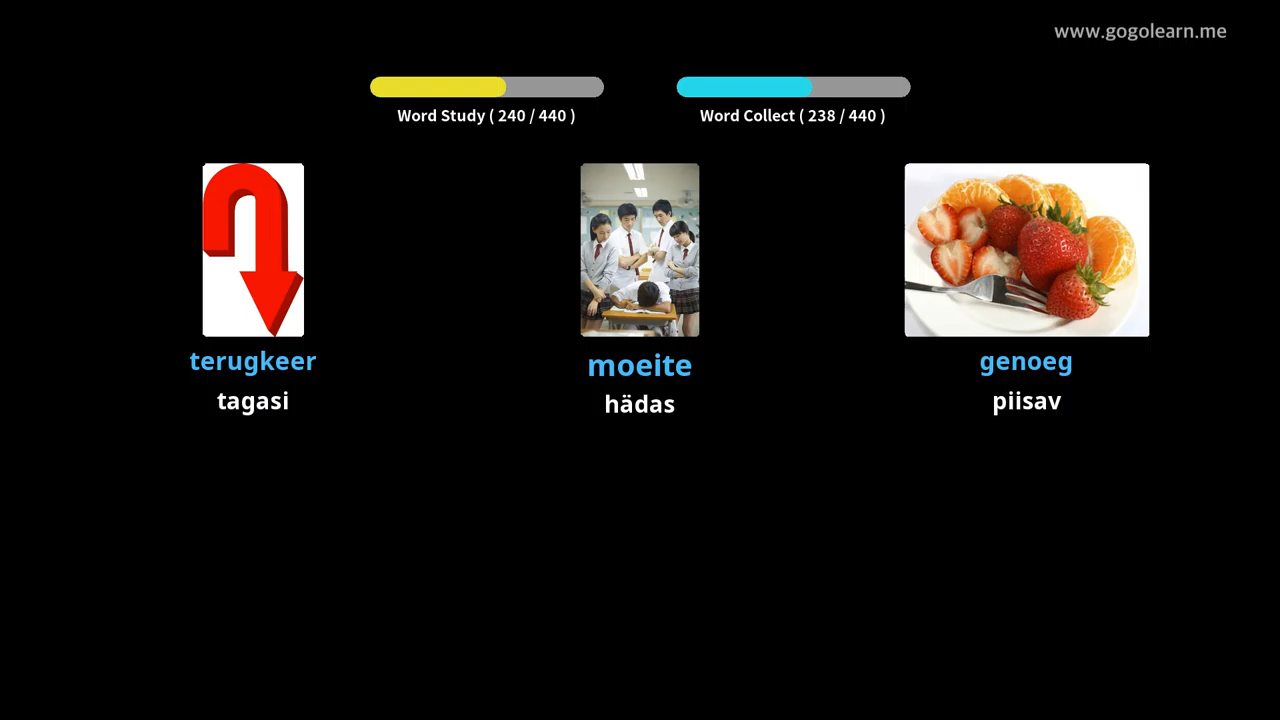 www.gogolearn.me
Word Study ( 240 / 440 )
Word Collect ( 238 / 440 )
terugkeer
moeite
genoeg
tagasi
hädas
piisav